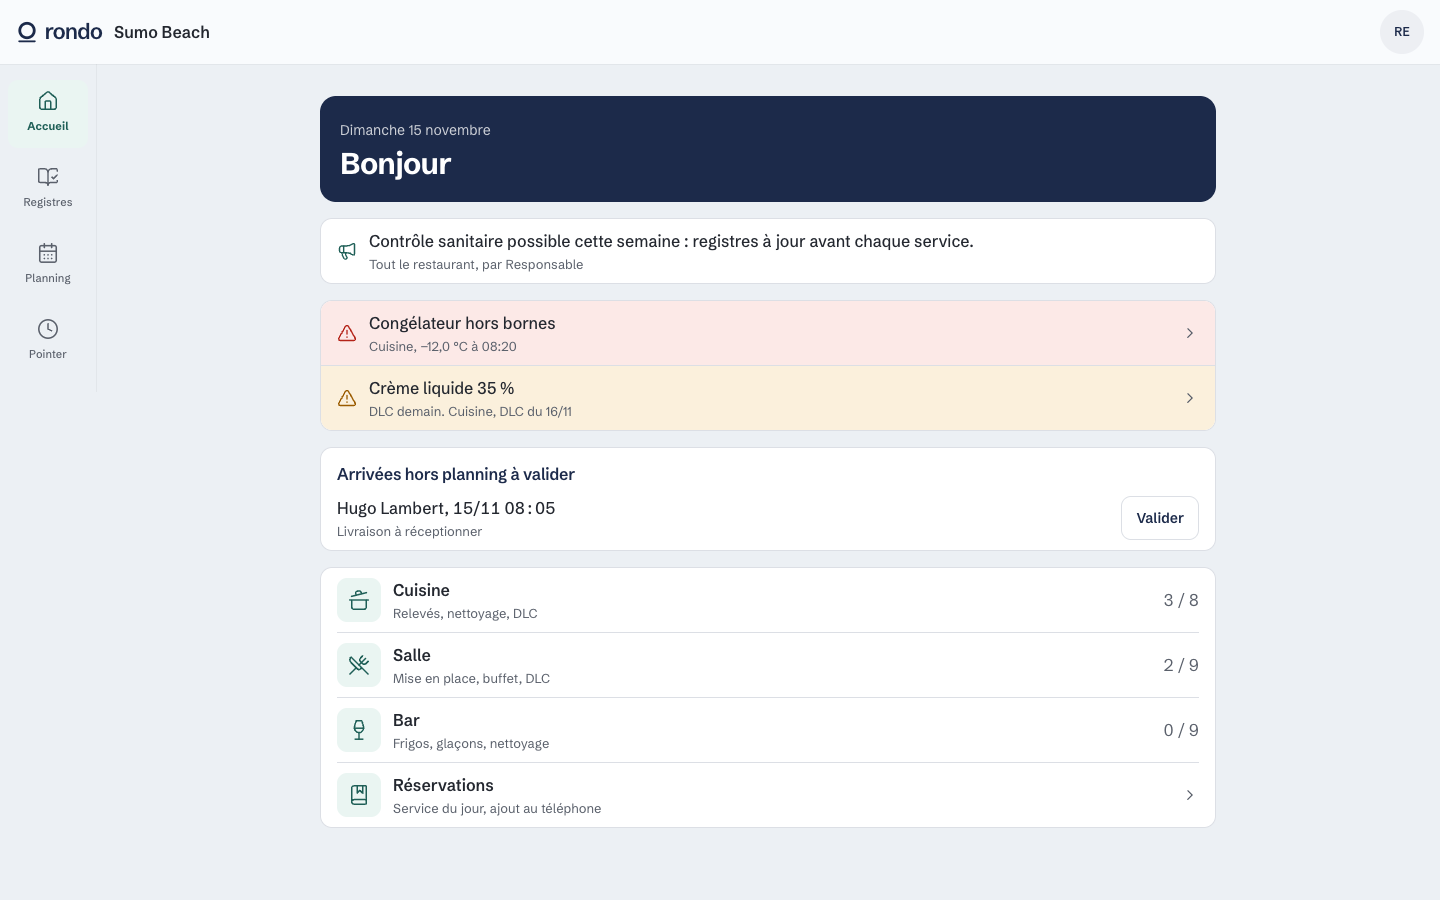 rondo Sumo Beach
RE
Accueil
Registres
Planning
Pointer
Dimanche 15 novembre
Bonjour
Contrôle sanitaire possible cette semaine : registres à jour avant chaque service.
Tout le restaurant, par Responsable
Congélateur hors bornes
Cuisine, −12,0 °C à 08:20
Crème liquide 35 %
DLC demain. Cuisine, DLC du 16/11
Arrivées hors planning à valider
Hugo Lambert, 15/11 08:05
Livraison à réceptionner
Valider
Cuisine
Relevés, nettoyage, DLC
3 / 8
Salle
Mise en place, buffet, DLC
2 / 9
Bar
Frigos, glaçons, nettoyage
0 / 9
Réservations
Service du jour, ajout au téléphone